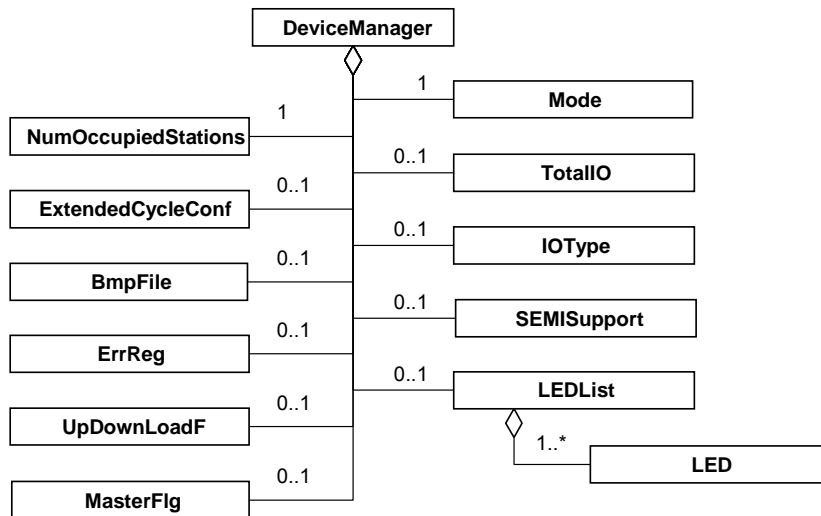 DeviceManager
1
Mode
1
NumOccupiedStations
0..1
TotalIO
0..1
ExtendedCycleConf
0..1
IOType
0..1
BmpFile
0..1
SEMISupport
0..1
ErrReg
0..1
LEDList
0..1
UpDownLoadF
1..*
LED
0..1
MasterFlg